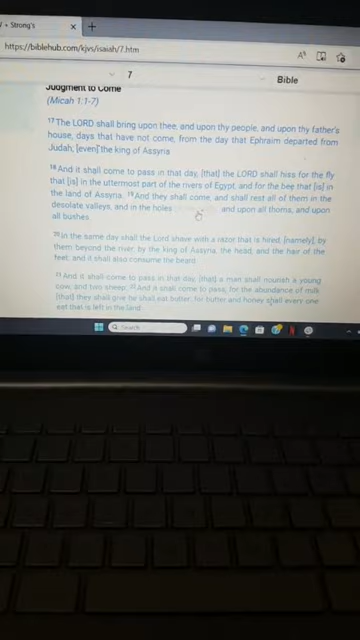 + Strong's
https://biblehub.com/kjvs/isaiah/7.htm
7
Bible
Judgment to Come
(Micah 1:1-7)
17 The LORD shall bring upon thee, and upon thy people, and upon thy father's
house, days that have not come, from the day that Ephraim departed from
Judah; [even] the king of Assyria.
18 And it shall come to pass in that day, [that] the LORD shall hiss for the fly
that [is] in the uttermost part of the rivers of Egypt, and for the bee that [is] in
the land of Assyria. 19 And they shall come, and shall rest all of them in the
desolate valleys, and in the holes and upon all thorns, and upon
all bushes
20 In the same day shall the Lord shave with a razor that is hired, [namely], by
them beyond the river, by the king of Assyria, the head, and the hair of the
feet: and it shall also consume the beard.
21 And it shall come to pass in that day, [that] a man shall nourish a young
cow, and two sheep; 22 And it shall come to pass, for the abundance of milk
[that] they shall give he shall eat butter: for butter and honey shall every one
eat that is left in the land.
Search